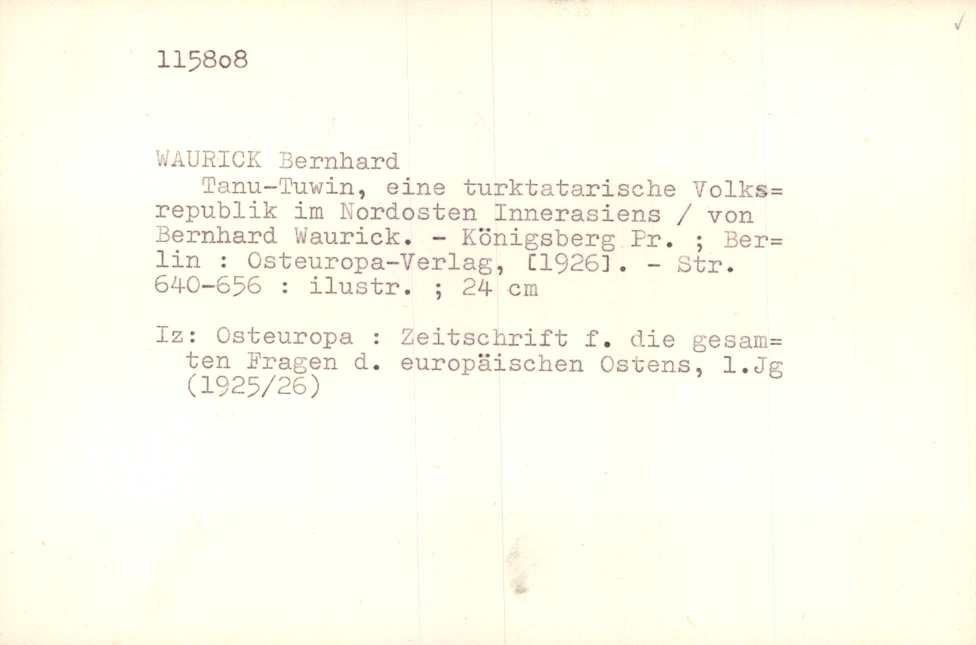 115808
WAURICK Bernhard
Tanu-Tuwin, eine turktatarische Volks=
republik im Nordosten Innerasiens / von
Bernhard Waurick. - Königsberg Pr. ; Ber=
lin : Osteuropa-Verlag, [1926]. - Str.
640-656 : ilustr. ; 24 cm
Iz: Osteuropa : Zeitschrift f. die gesam=
ten Fragen d. europäischen Ostens, 1.Jg
(1925/26)